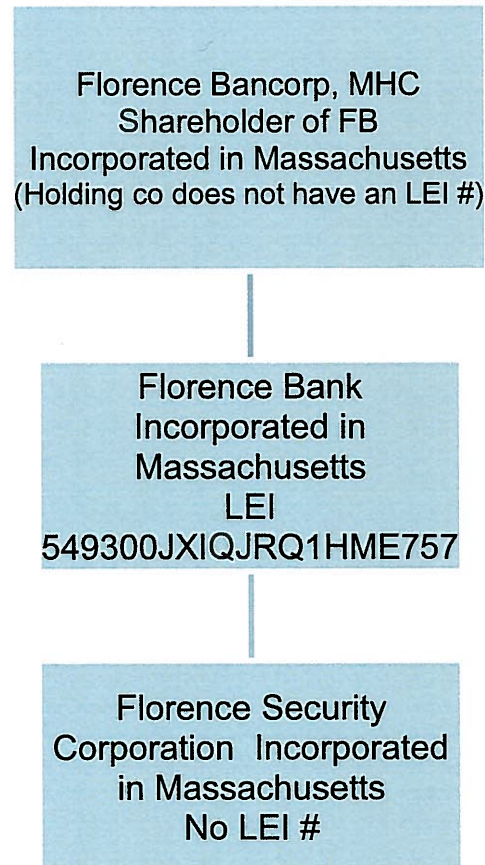 Florence Bancorp, MHC
Shareholder of FB
Incorporated in Massachusetts
(Holding co does not have an LEI #)
Florence Bank
Incorporated in
Massachusetts
LEI
549300JXIQJRQ1HME757
Florence Security
Corporation Incorporated
in Massachusetts
No LEI #